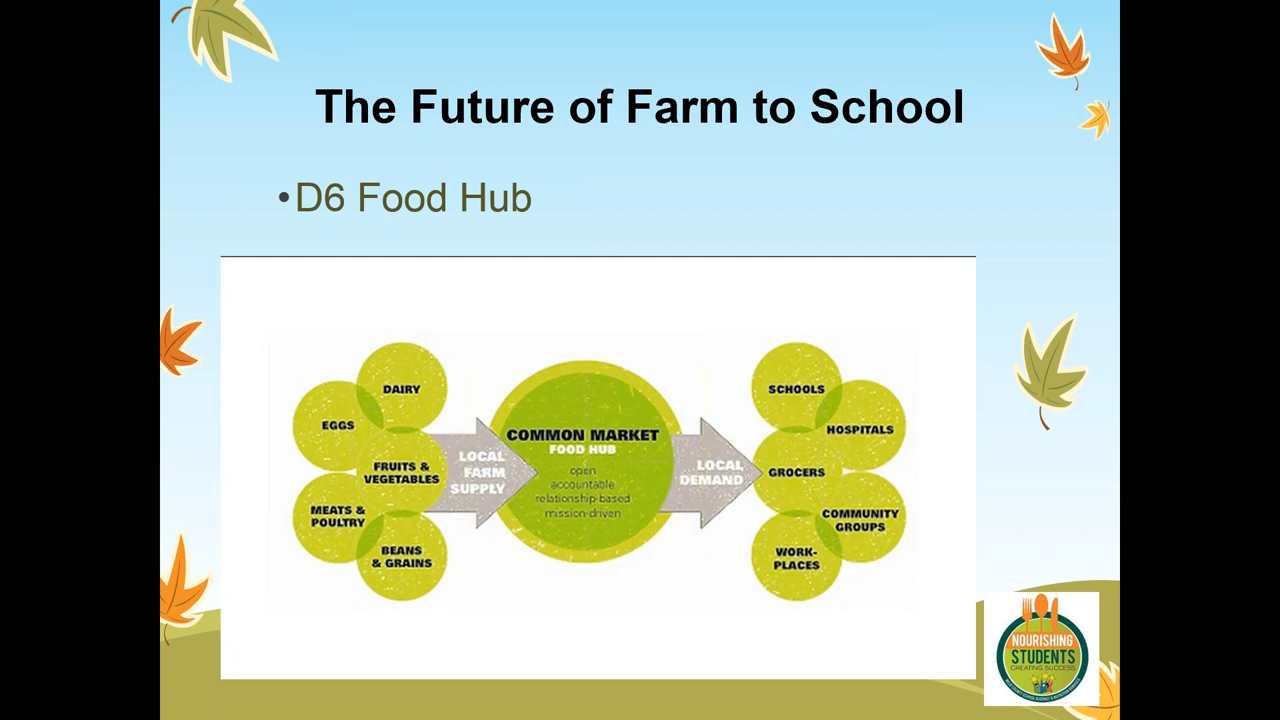 The Future of Farm to School
•D6 Food Hub
DAIRY
EGGS
FRUITS &
VEGETABLES
MEATS &
POULTRY
BEANS
& GRAINS
LOCAL
FARM
SUPPLY
COMMON MARKET
FOOD HUB
open
accountable
relationship-based
mission-driven
LOCAL
DEMAND
SCHOOLS
HOSPITALS
GROCERS
COMMUNITY
GROUPS
WORK-
PLACES
NOURISHING
STUDENTS
CREATING SUCCESS